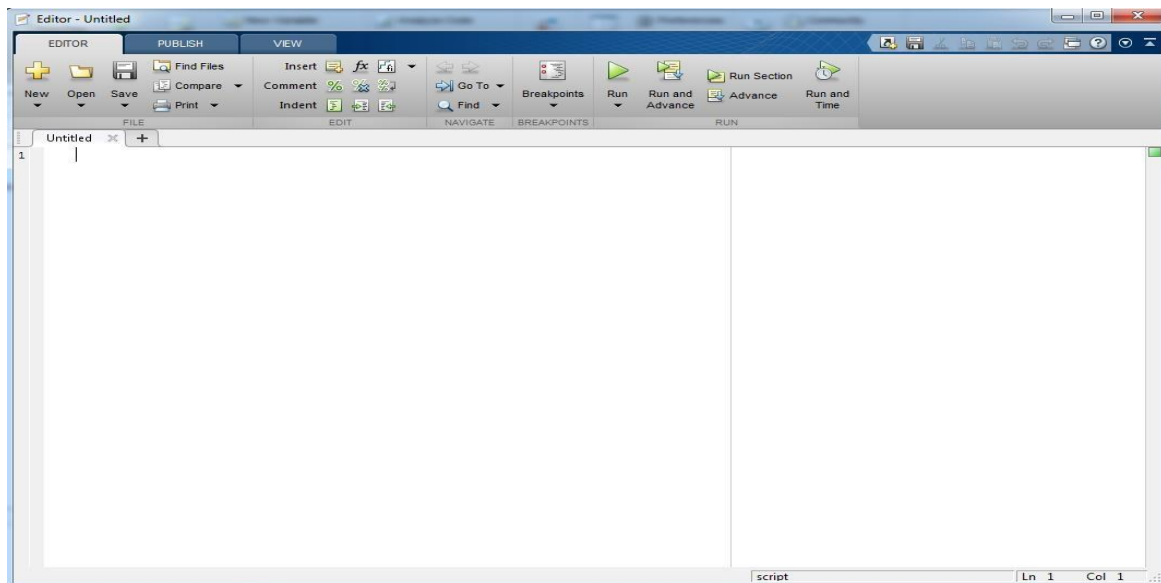 Editor - Untitled
EDITOR PUBLISH VIEW
New
Open
Save
Find Files
Compare
Print
FILE
Insert fx
Comment
Indent
EDIT
Go To
Find
NAVIGATE
Breakpoints
BREAKPOINTS
Run
Run and
Advance
Run Section
Advance
Run and
Time
RUN
Untitled
1
script Ln 1 Col 1